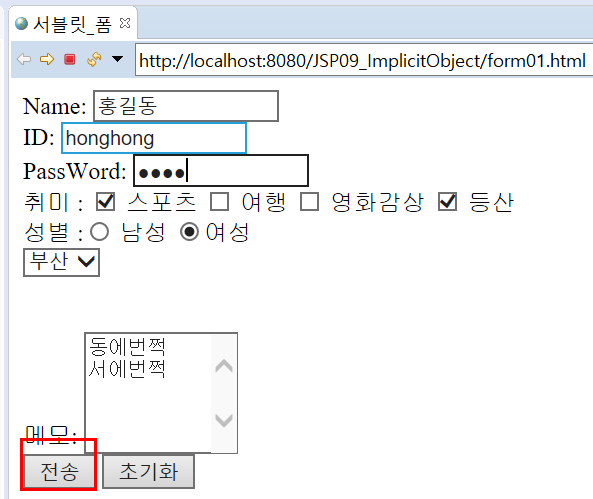 서블릿_폼
http://localhost:8080/JSP09_ImplicitObject/form01.html
Name: 홍길동
ID: honghong
PassWord: ●●●●
취미 : 스포츠 여행 영화감상 등산
성별 : 남성 여성
부산
동에번쩍
서에번쩍
메모:
전송 초기화